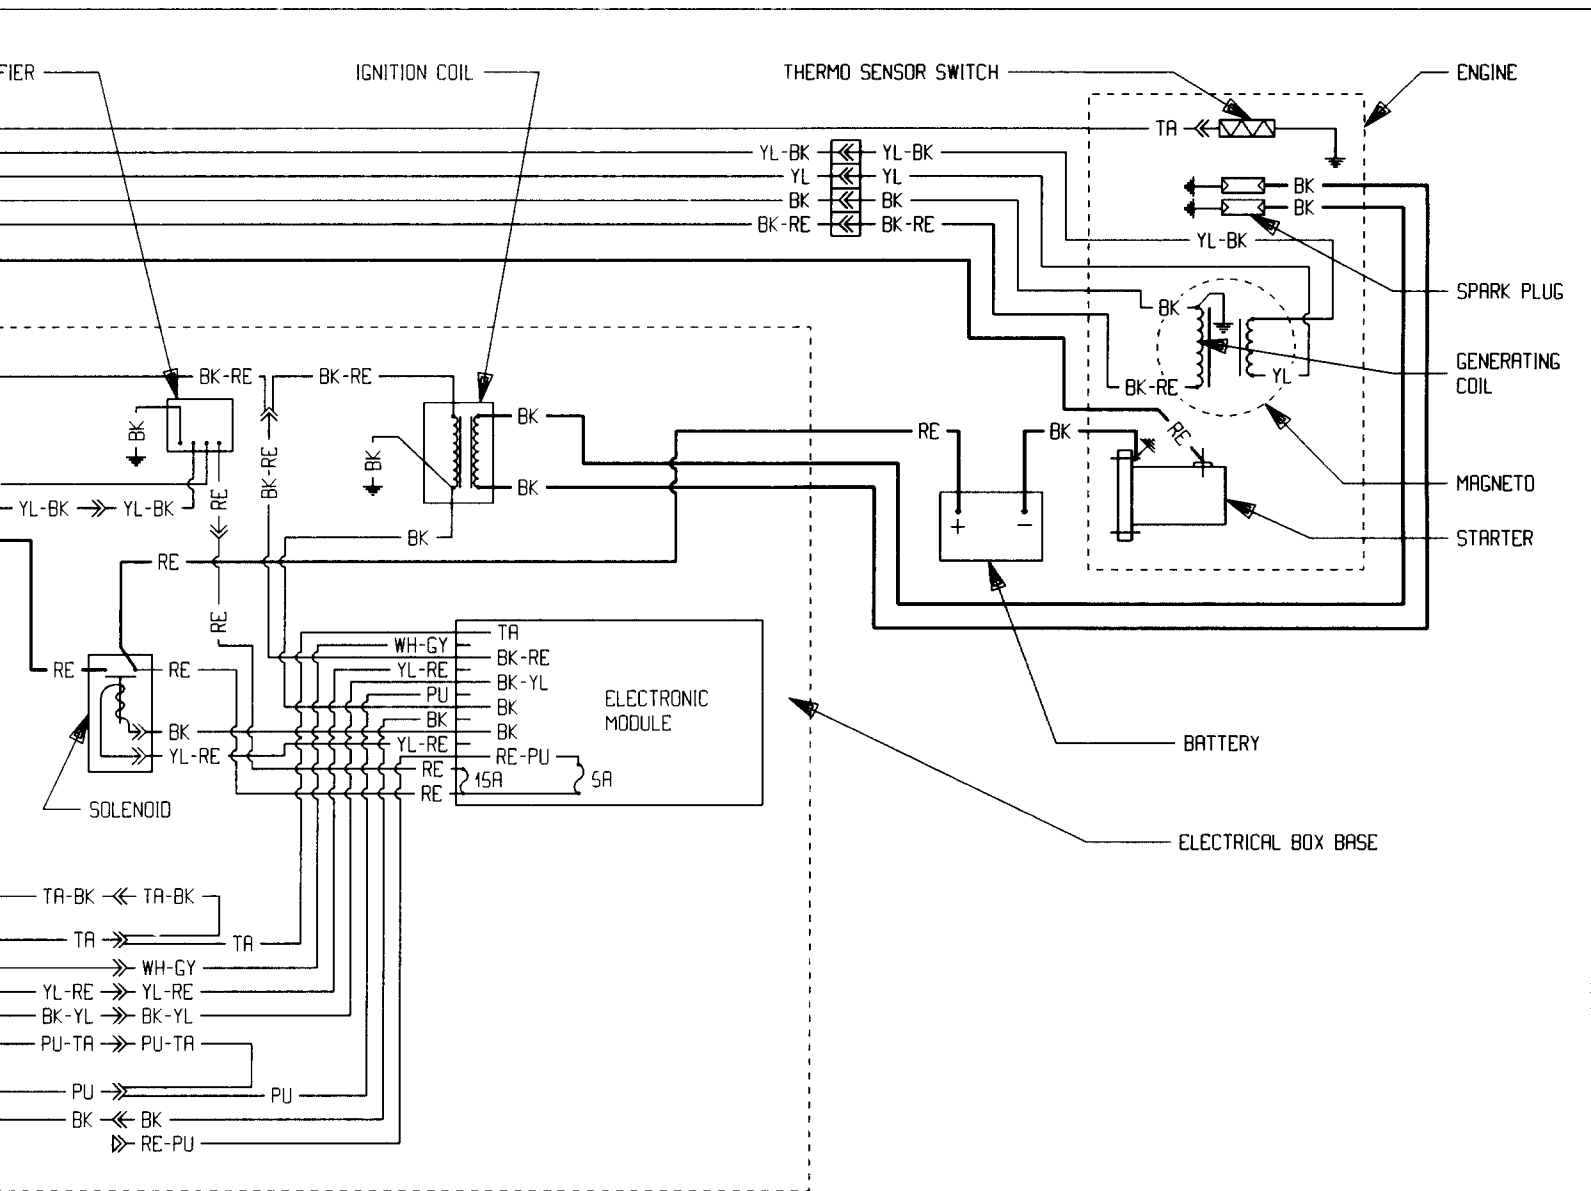 FIER
IGNITION COIL
THERMO SENSOR SWITCH
ENGINE
TA
YL-BK
YL-BK
YL
YL
BK
BK
BK-RE
BK-RE
BK
BK
YL-BK
SPARK PLUG
BK
GENERATING
COIL
BK-RE
YL
BK-RE
BK-RE
BK
BK
BK
BK-RE
RE
BK
RE
MAGNETO
YL-BK
YL-BK
RE
BK
+
−
STARTER
BK
RE
RE
TA
WH-GY
BK-RE
YL-RE
BK-YL
PU
BK
BK
BK
YL-RE
RE-PU
RE
15A
5A
RE
ELECTRONIC
MODULE
RE
RE
BK
YL-RE
SOLENOID
BATTERY
ELECTRICAL BOX BASE
TA-BK
TA-BK
TA
TA
WH-GY
YL-RE
YL-RE
BK-YL
BK-YL
PU-TA
PU-TA
PU
PU
BK
BK
RE-PU